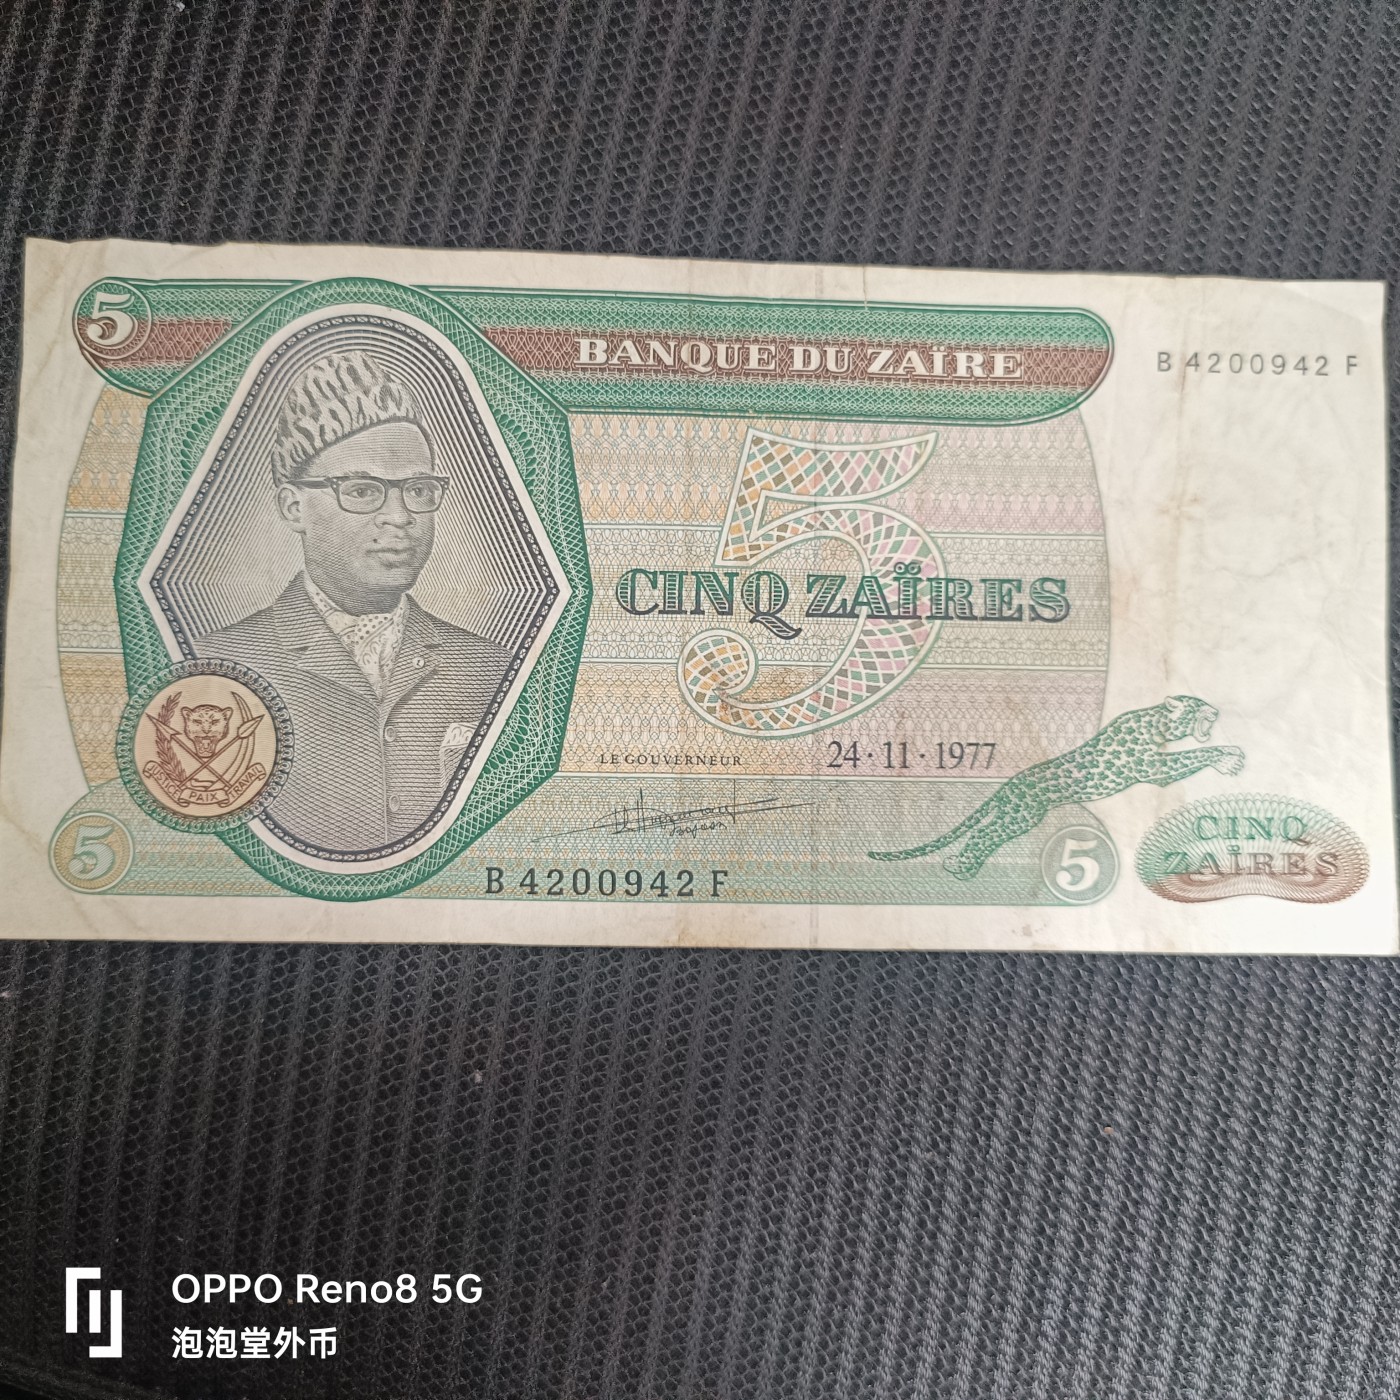 5
BANQUE DU ZAÏRE
B 4200942 F
5
CINQ ZAÏRES
LE GOUVERNEUR
24·11·1977
JUSTICE PAIX TRAVAIL
5
B 4200942 F
5
CINQ
ZAÏRES
OPPO Reno8 5G
泡泡堂外币